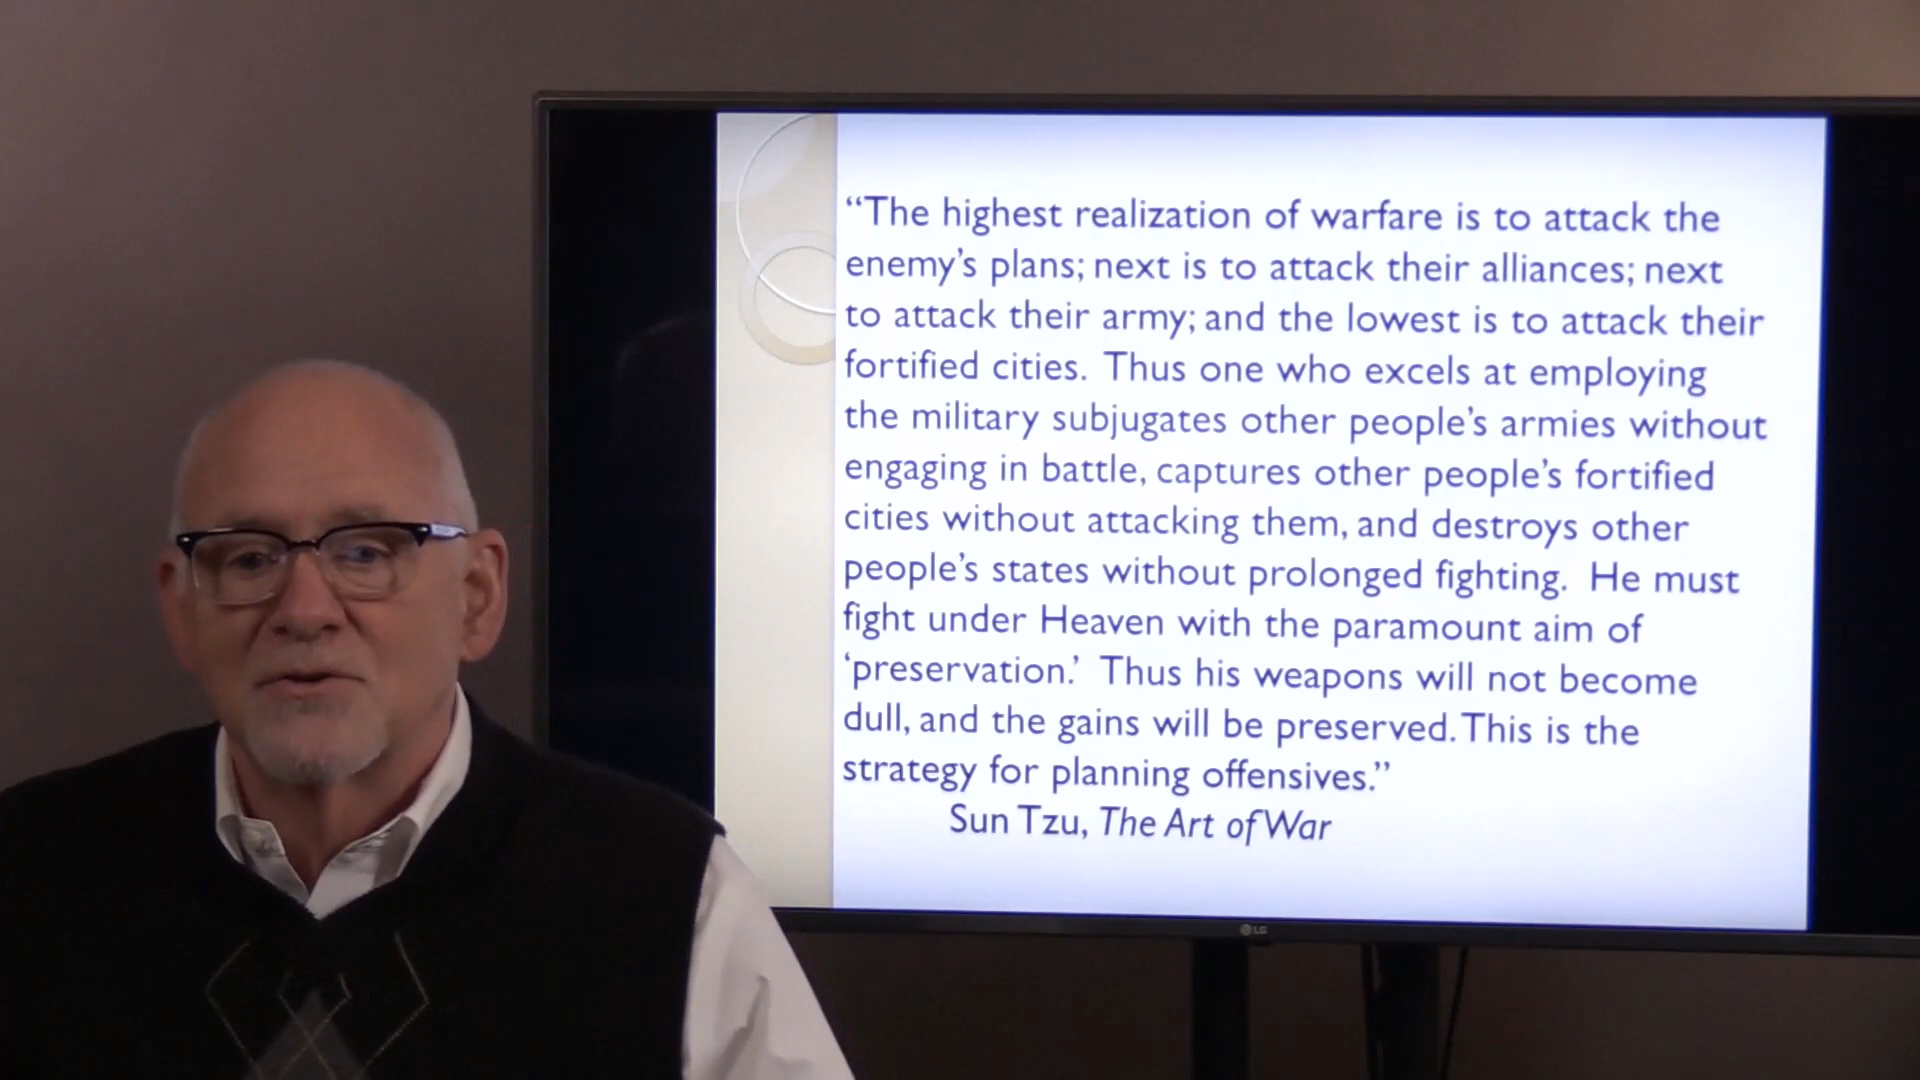 “The highest realization of warfare is to attack the
enemy’s plans; next is to attack their alliances; next
to attack their army; and the lowest is to attack their
fortified cities. Thus one who excels at employing
the military subjugates other people’s armies without
engaging in battle, captures other people’s fortified
cities without attacking them, and destroys other
people’s states without prolonged fighting. He must
fight under Heaven with the paramount aim of
‘preservation.’ Thus his weapons will not become
dull, and the gains will be preserved. This is the
strategy for planning offensives.”
Sun Tzu, The Art of War
LG